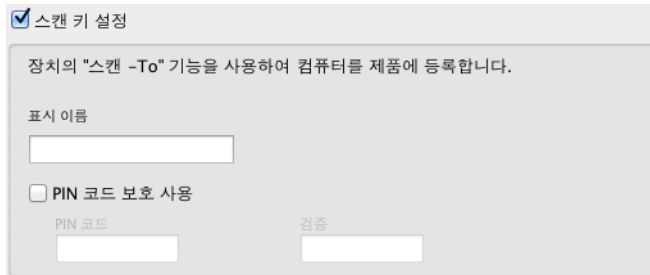 스캔 키 설정
장치의 "스캔 -To" 기능을 사용하여 컴퓨터를 제품에 등록합니다.
표시 이름
PIN 코드 보호 사용
PIN 코드 검증